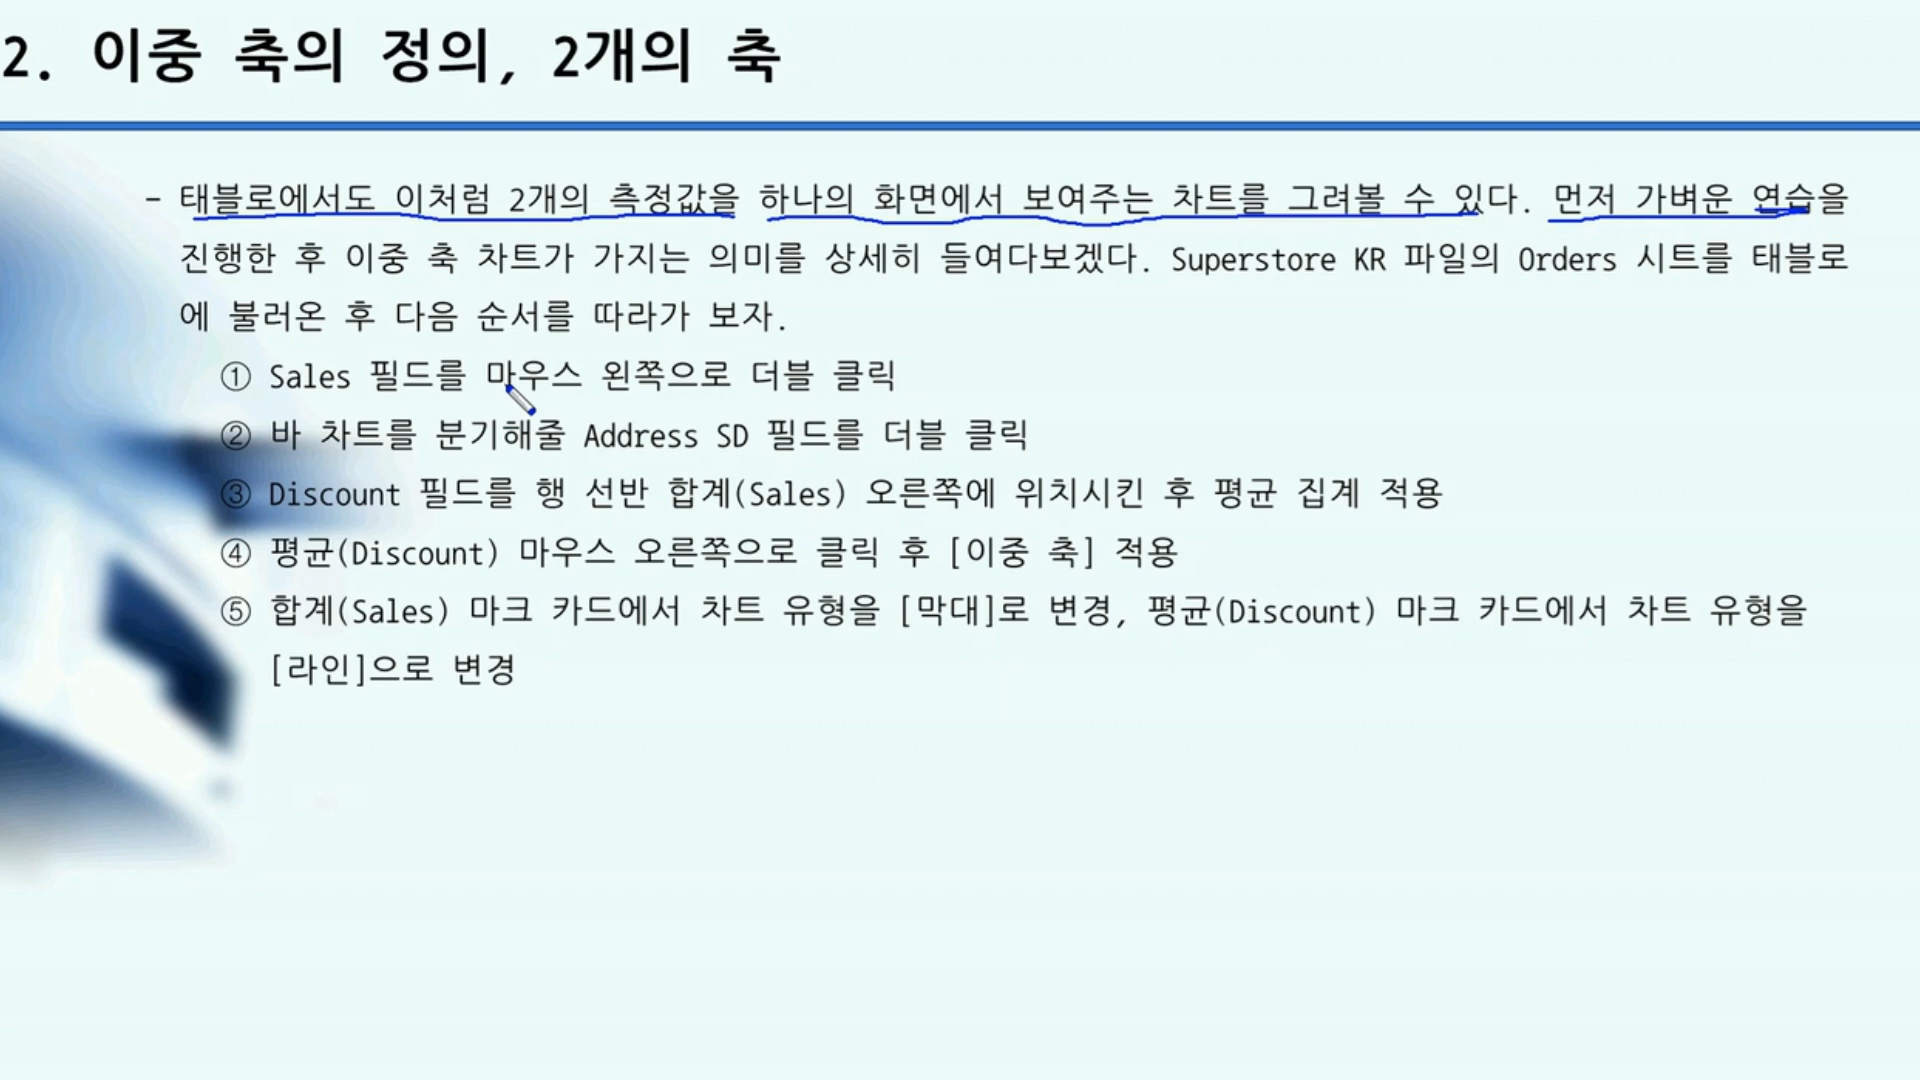 2. 이중 축의 정의, 2개의 축
- 태블로에서도 이처럼 2개의 측정값을 하나의 화면에서 보여주는 차트를 그려볼 수 있다. 먼저 가벼운 연습을
진행한 후 이중 축 차트가 가지는 의미를 상세히 들여다보겠다. Superstore KR 파일의 Orders 시트를 태블로
에 불러온 후 다음 순서를 따라가 보자.
① Sales 필드를 마우스 왼쪽으로 더블 클릭
② 바 차트를 분기해줄 Address SD 필드를 더블 클릭
③ Discount 필드를 행 선반 합계(Sales) 오른쪽에 위치시킨 후 평균 집계 적용
④ 평균(Discount) 마우스 오른쪽으로 클릭 후 [이중 축] 적용
⑤ 합계(Sales) 마크 카드에서 차트 유형을 [막대]로 변경, 평균(Discount) 마크 카드에서 차트 유형을
[라인]으로 변경